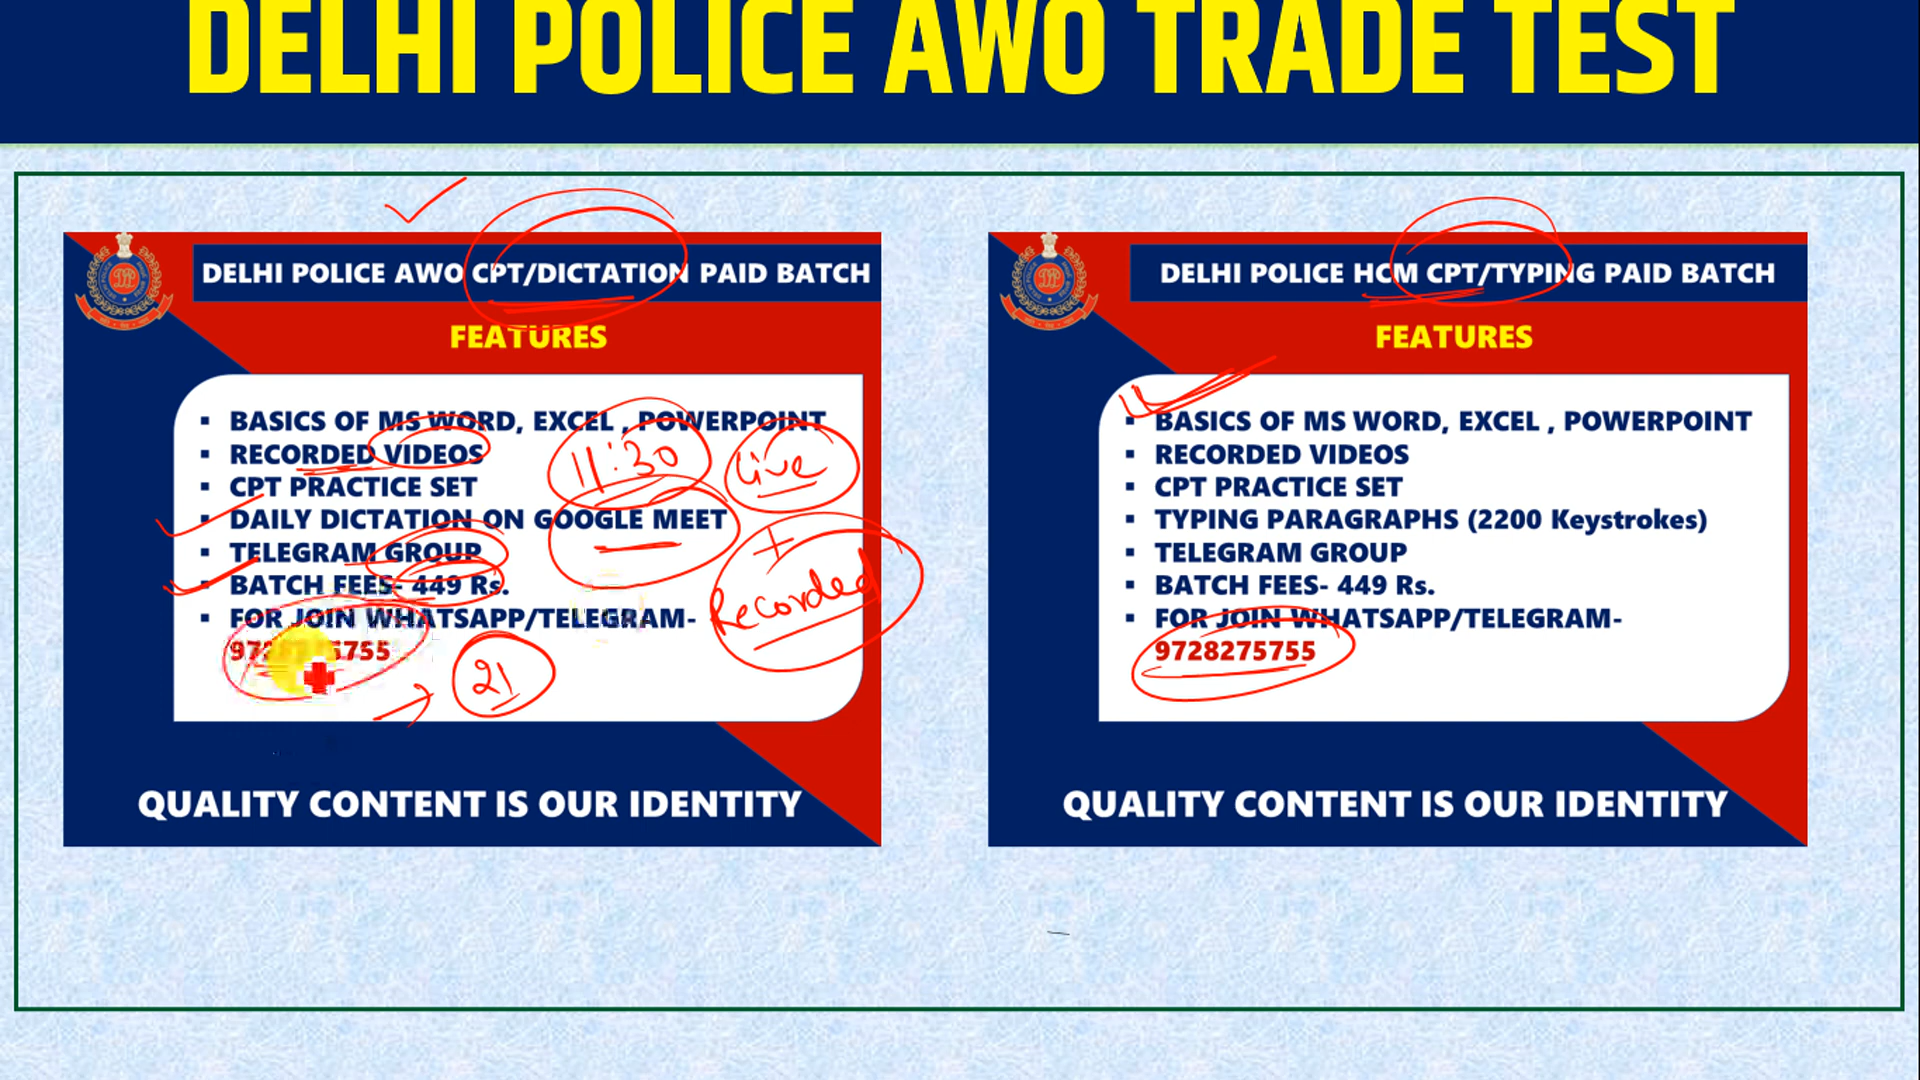 DELHI POLICE AWO TRADE TEST
DELHI POLICE AWO CPT/DICTATION PAID BATCH
FEATURES
▪ BASICS OF MS WORD, EXCEL , POWERPOINT
▪ RECORDED VIDEOS
▪ CPT PRACTICE SET
▪ DAILY DICTATION ON GOOGLE MEET
▪ TELEGRAM GROUP
▪ BATCH FEES- 449 Rs.
▪ FOR JOIN WHATSAPP/TELEGRAM-
11:30
Live
+
Recorded
21
QUALITY CONTENT IS OUR IDENTITY
DELHI POLICE HCM CPT/TYPING PAID BATCH
FEATURES
▪ BASICS OF MS WORD, EXCEL , POWERPOINT
▪ RECORDED VIDEOS
▪ CPT PRACTICE SET
▪ TYPING PARAGRAPHS (2200 Keystrokes)
▪ TELEGRAM GROUP
▪ BATCH FEES- 449 Rs.
▪ FOR JOIN WHATSAPP/TELEGRAM-
9728275755
QUALITY CONTENT IS OUR IDENTITY